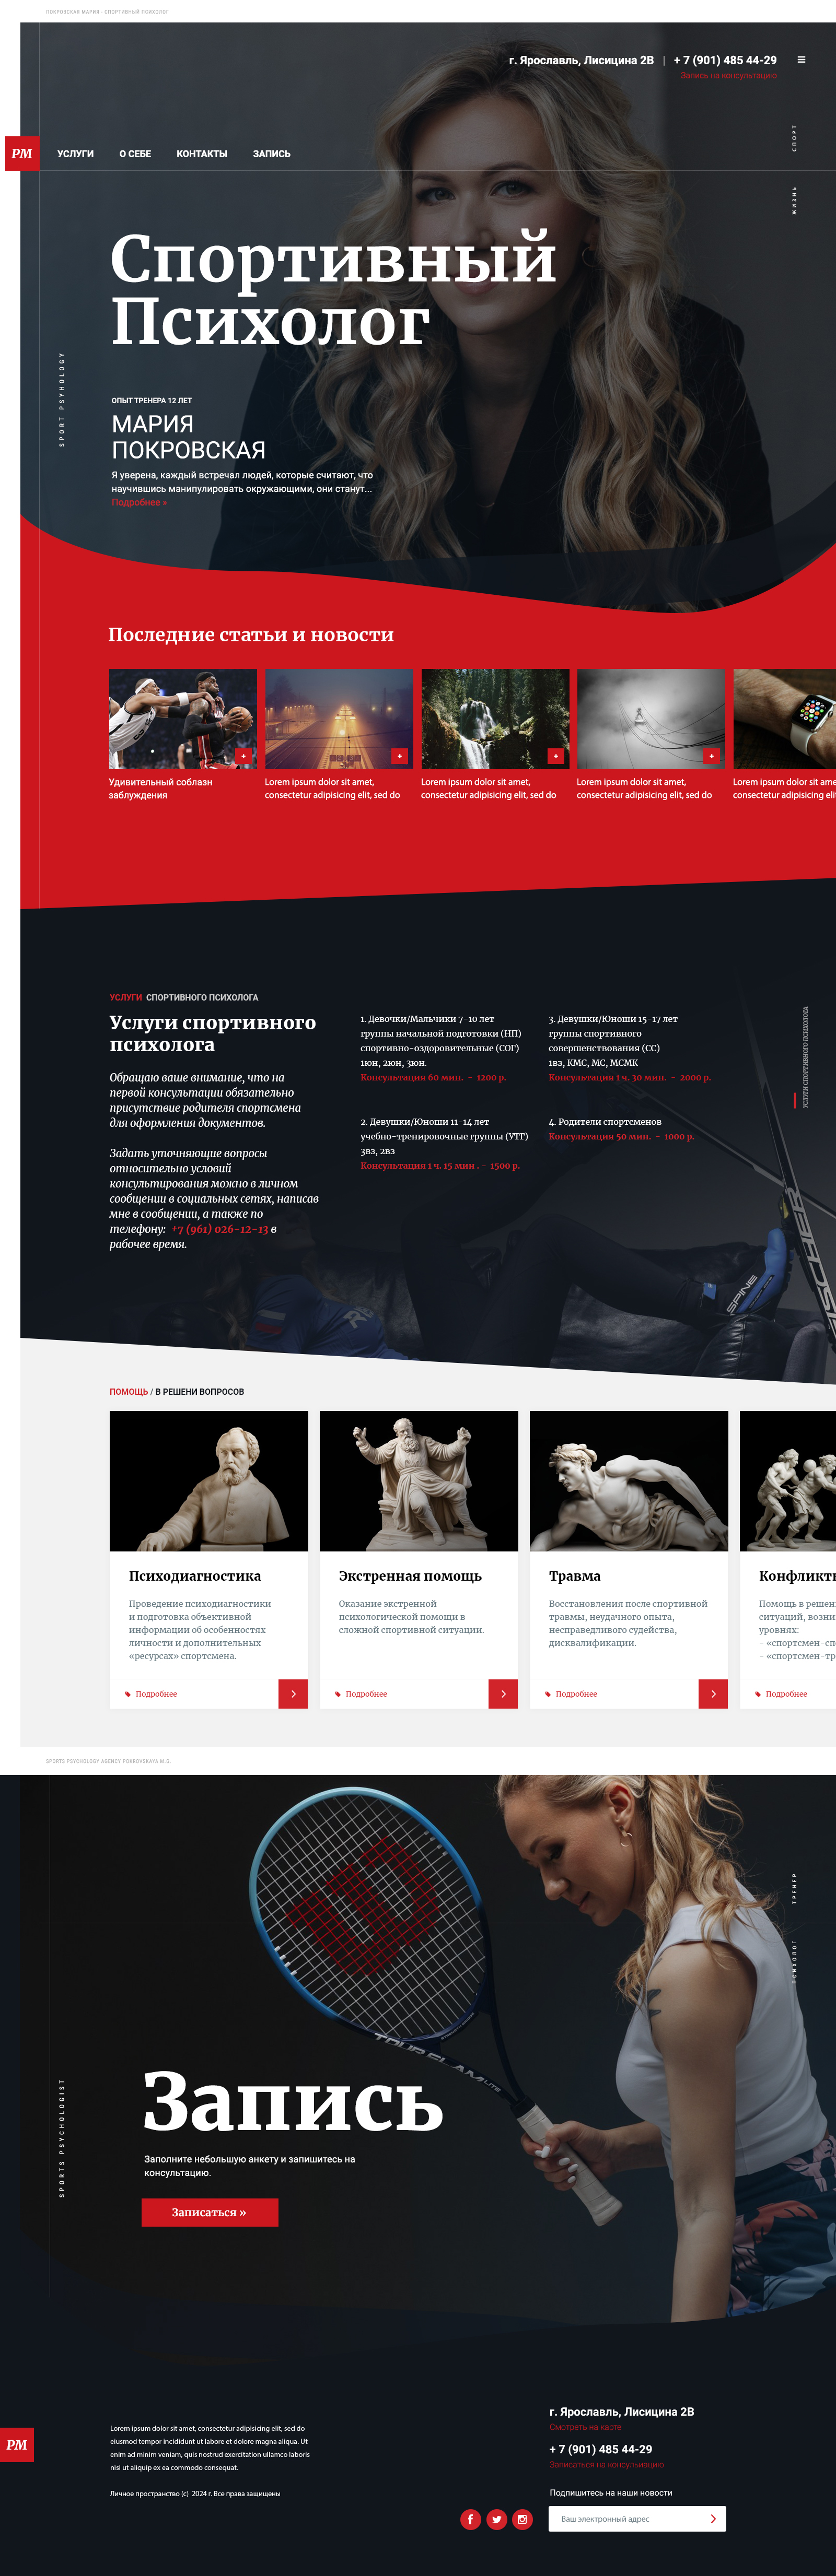 ПОКРОВСКАЯ МАРИЯ - СПОРТИВНЫЙ ПСИХОЛОГ
г. Ярославль, Лисицина 2В | + 7 (901) 485 44-29
Запись на консультацию
СПОРТ
ЖИЗНЬ
PM
УСЛУГИ О СЕБЕ КОНТАКТЫ ЗАПИСЬ
Спортивный
Психолог
SPORT PSYHOLOGY
ОПЫТ ТРЕНЕРА 12 ЛЕТ
МАРИЯ
ПОКРОВСКАЯ
Я уверена, каждый встречал людей, которые считают, что
научившись манипулировать окружающими, они станут...
Подробнее »
Последние статьи и новости
Удивительный соблазн
заблуждения
Lorem ipsum dolor sit amet,
consectetur adipisicing elit, sed do
Lorem ipsum dolor sit amet,
consectetur adipisicing elit, sed do
Lorem ipsum dolor sit amet,
consectetur adipisicing elit, sed do
Lorem ipsum dolor sit ame
consectetur adipisicing eli
УСЛУГИ СПОРТИВНОГО ПСИХОЛОГА
Услуги спортивного
психолога
Обращаю ваше внимание, что на
первой консультации обязательно
присутствие родителя спортсмена
для оформления документов.
Задать уточняющие вопросы
относительно условий
консультирования можно в личном
сообщении в социальных сетях, написав
мне в сообщении, а также по
телефону: +7 (961) 026-12-13 в
рабочее время.
1. Девочки/Мальчики 7-10 лет
группы начальной подготовки (НП)
спортивно-оздоровительные (СОГ)
1юн, 2юн, 3юн.
Консультация 60 мин. - 1200 р.
2. Девушки/Юноши 11-14 лет
учебно-тренировочные группы (УТГ)
3вз, 2вз
Консультация 1 ч. 15 мин . - 1500 р.
3. Девушки/Юноши 15-17 лет
группы спортивного
совершенствования (СС)
1вз, КМС, МС, МСМК
Консультация 1 ч. 30 мин. - 2000 р.
4. Родители спортсменов
Консультация 50 мин. - 1000 р.
УСЛУГИ СПОРТИВНОГО ПСИХОЛОГА
SPINE
ПОМОЩЬ / В РЕШЕНИ ВОПРОСОВ
Психодиагностика
Проведение психодиагностики
и подготовка объективной
информации об особенностях
личности и дополнительных
«ресурсах» спортсмена.
Подробнее
Экстренная помощь
Оказание экстренной
психологической помощи в
сложной спортивной ситуации.
Подробнее
Травма
Восстановления после спортивной
травмы, неудачного опыта,
несправедливого судейства,
дисквалификации.
Подробнее
Конфликтн
Помощь в решен
ситуаций, возни
уровнях:
- «спортсмен-сп
- «спортсмен-тр
Подробнее
SPORTS PSYCHOLOGY AGENCY POKROVSKAYA M.G.
ТРЕНЕР
ПСИХОЛОГ
TOUR SLAM LITE
SPORTS PSYCHOLOGIST
Запись
Заполните небольшую анкету и запишитесь на
консультацию.
Записаться »
PM
Lorem ipsum dolor sit amet, consectetur adipisicing elit, sed do
eiusmod tempor incididunt ut labore et dolore magna aliqua. Ut
enim ad minim veniam, quis nostrud exercitation ullamco laboris
nisi ut aliquip ex ea commodo consequat.
Личное пространство (с) 2024 г. Все права защищены
г. Ярославль, Лисицина 2В
Смотреть на карте
+ 7 (901) 485 44-29
Записаться на консультацию
Подпишитесь на наши новости
Ваш электронный адрес